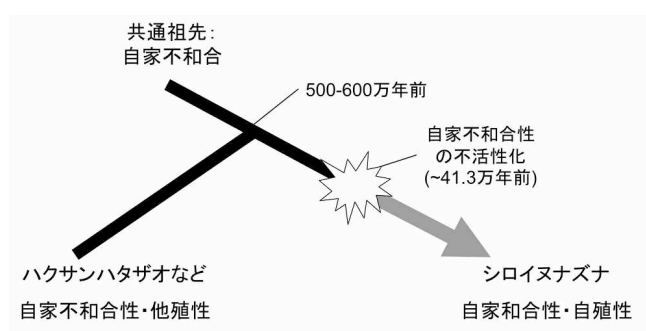 共通祖先:
自家不和合
500-600万年前
自家不和合性
の不活性化
(~41.3万年前)
ハクサンハタザオなど
自家不和合性・他殖性
シロイヌナズナ
自家和合性・自殖性